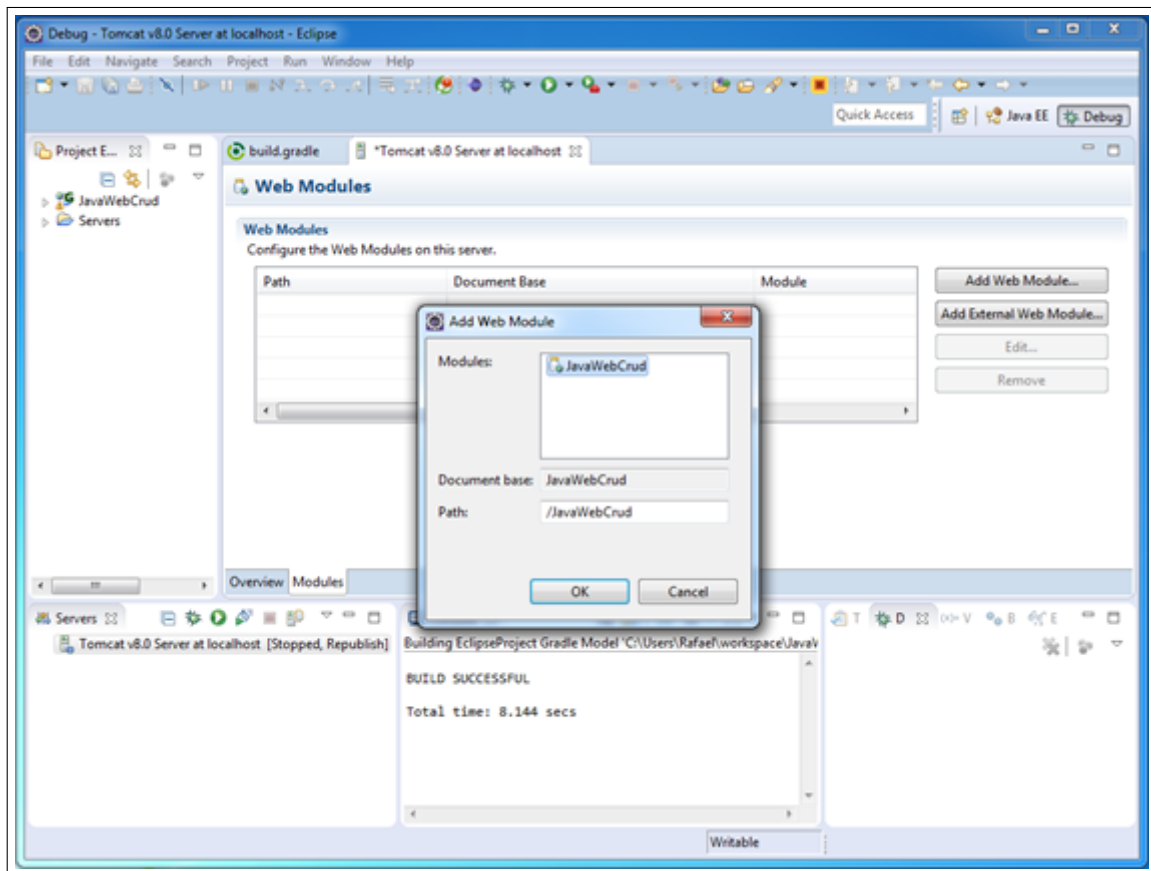 Debug - Tomcat v8.0 Server at localhost - Eclipse
File Edit Navigate Search Project Run Window Help
Quick Access
Java EE
Debug
Project E...
build.gradle
*Tomcat v8.0 Server at localhost
JavaWebCrud
Servers
Web Modules
Web Modules
Configure the Web Modules on this server.
Path Document Base Module
Add Web Module...
Add External Web Module...
Edit...
Remove
Add Web Module
Modules:
JavaWebCrud
Document base: JavaWebCrud
Path: /JavaWebCrud
OK Cancel
Overview Modules
Servers
Tomcat v8.0 Server at localhost [Stopped, Republish]
Building EclipseProject Gradle Model 'C:\Users\Rafael\workspace\JavaW
BUILD SUCCESSFUL
Total time: 8.144 secs
T D V B E
Writable